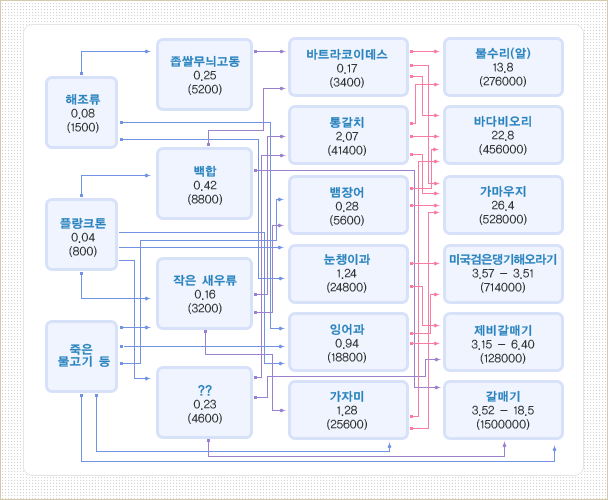 해조류
0.08
(1500)
플랑크톤
0.04
(800)
죽은
물고기 등
좁쌀무늬고둥
0.25
(5200)
백합
0.42
(8800)
작은 새우류
0.16
(3200)
??
0.23
(4600)
바트라코이데스
0.17
(3400)
통갈치
2.07
(41400)
뱀장어
0.28
(5600)
눈챙이과
1.24
(24800)
잉어과
0.94
(18800)
가자미
1.28
(25600)
물수리(알)
13.8
(276000)
바다비오리
22.8
(456000)
가마우지
26.4
(528000)
미국검은댕기해오라기
3.57 - 3.51
(714000)
제비갈매기
3.15 - 6.40
(128000)
갈매기
3.52 - 18.5
(1500000)